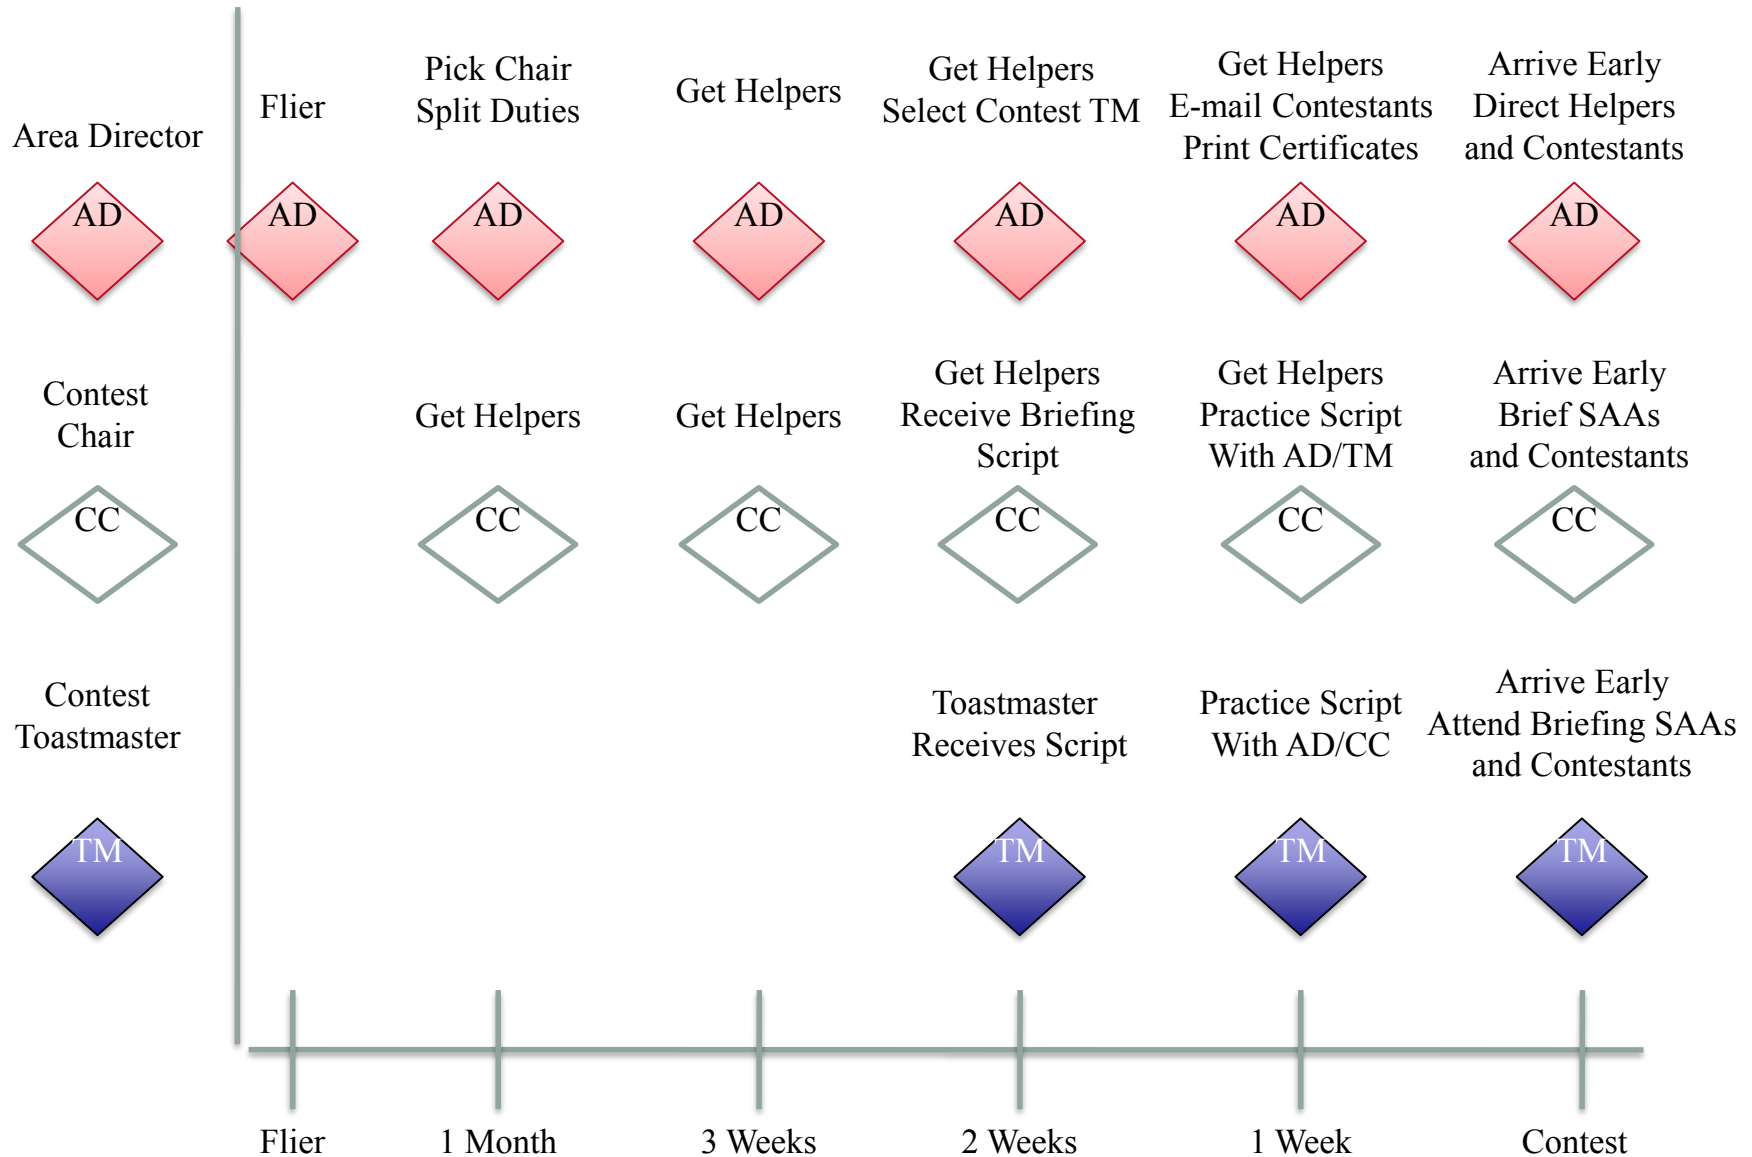 Area Director
AD
Flier
AD
Pick Chair
Split Duties
AD
Get Helpers
AD
Get Helpers
Select Contest TM
AD
Get Helpers
E-mail Contestants
Print Certificates
AD
Arrive Early
Direct Helpers
and Contestants
AD
Contest
Chair
CC
Get Helpers
CC
Get Helpers
CC
Get Helpers
Receive Briefing
Script
CC
Get Helpers
Practice Script
With AD/TM
CC
Arrive Early
Brief SAAs
and Contestants
CC
Contest
Toastmaster
TM
Toastmaster
Receives Script
TM
Practice Script
With AD/CC
TM
Arrive Early
Attend Briefing SAAs
and Contestants
TM
Flier
1 Month
3 Weeks
2 Weeks
1 Week
Contest